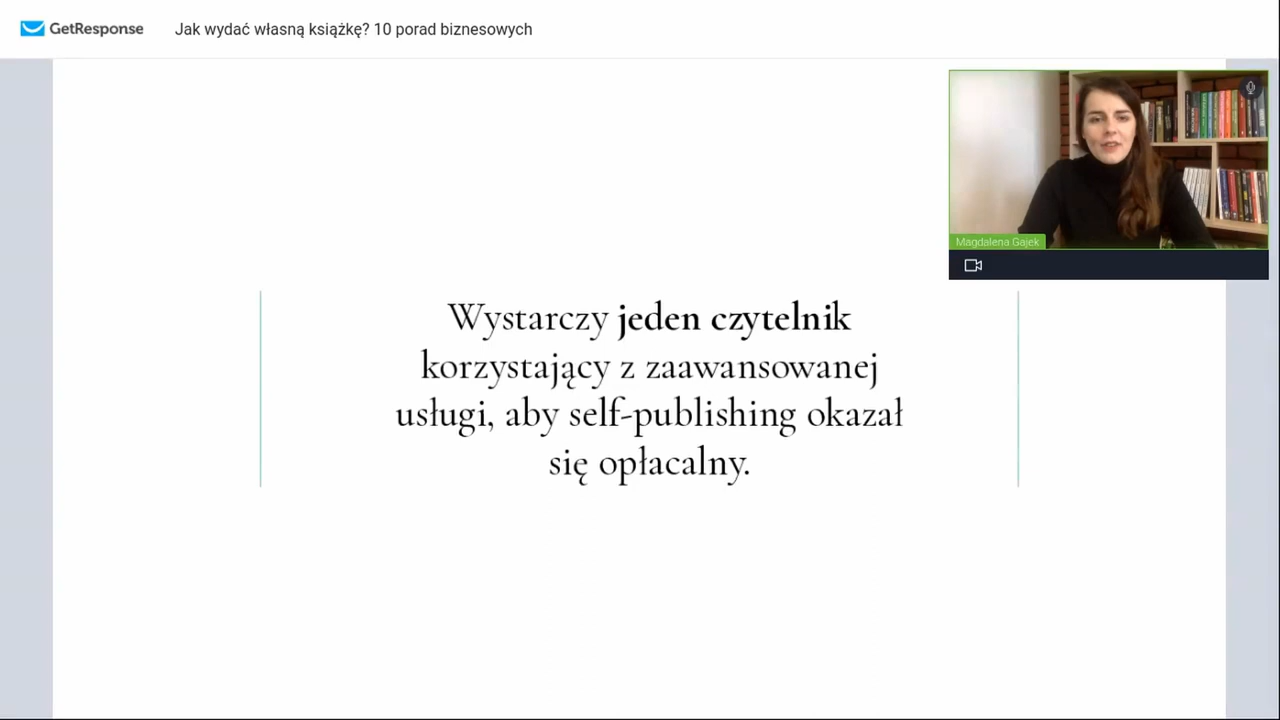 GetResponse
Jak wydać własną książkę? 10 porad biznesowych
Magdalena Gajek
Wystarczy jeden czytelnik
korzystający z zaawansowanej
usługi, aby self-publishing okazał
się opłacalny.